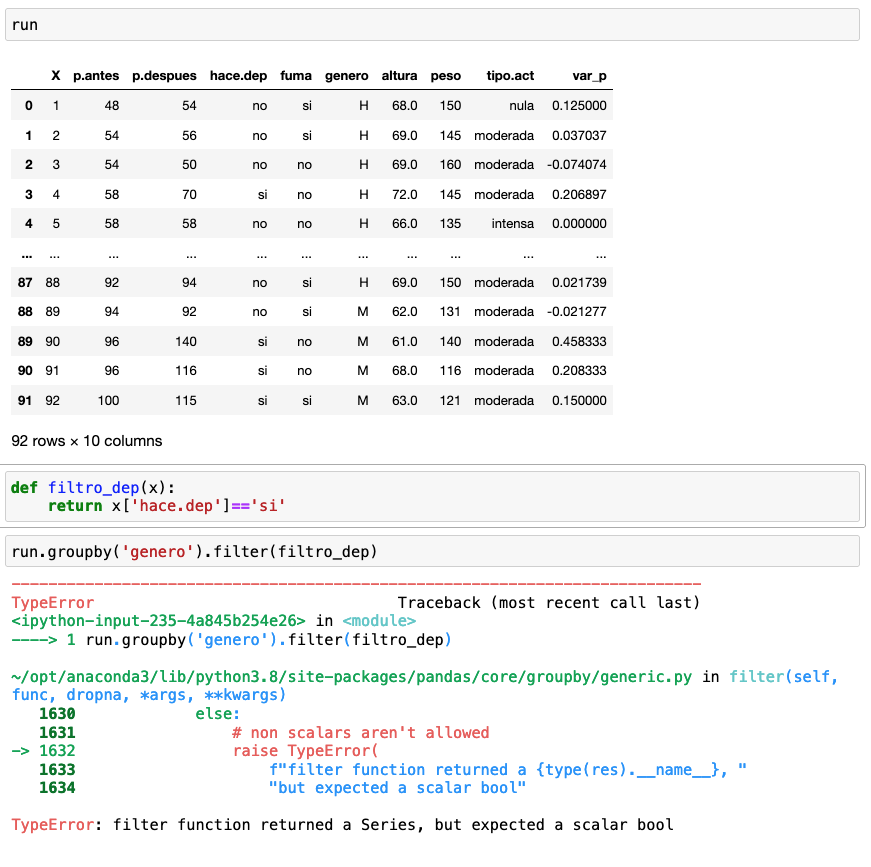 run
X p.antes p.despues hace.dep fuma genero altura peso tipo.act var_p
0 1 48 54 no si H 68.0 150 nula 0.125000
1 2 54 56 no si H 69.0 145 moderada 0.037037
2 3 54 50 no no H 69.0 160 moderada -0.074074
3 4 58 70 si no H 72.0 145 moderada 0.206897
4 5 58 58 no no H 66.0 135 intensa 0.000000
... ... ... ... ... ... ... ... ... ... ...
87 88 92 94 no si H 69.0 150 moderada 0.021739
88 89 94 92 no si M 62.0 131 moderada -0.021277
89 90 96 140 si no M 61.0 140 moderada 0.458333
90 91 96 116 si no M 68.0 116 moderada 0.208333
91 92 100 115 si si M 63.0 121 moderada 0.150000
92 rows × 10 columns
def filtro_dep(x):
    return x['hace.dep']=='si'
run.groupby('genero').filter(filtro_dep)
---------------------------------------------------------------------------
TypeError                                 Traceback (most recent call last)
<ipython-input-235-4a845b254e26> in <module>
----> 1 run.groupby('genero').filter(filtro_dep)
~/opt/anaconda3/lib/python3.8/site-packages/pandas/core/groupby/generic.py in filter(self,
func, dropna, *args, **kwargs)
   1630             else:
   1631                 # non scalars aren't allowed
-> 1632                 raise TypeError(
   1633                     f"filter function returned a {type(res).__name__}, "
   1634                     "but expected a scalar bool"
TypeError: filter function returned a Series, but expected a scalar bool